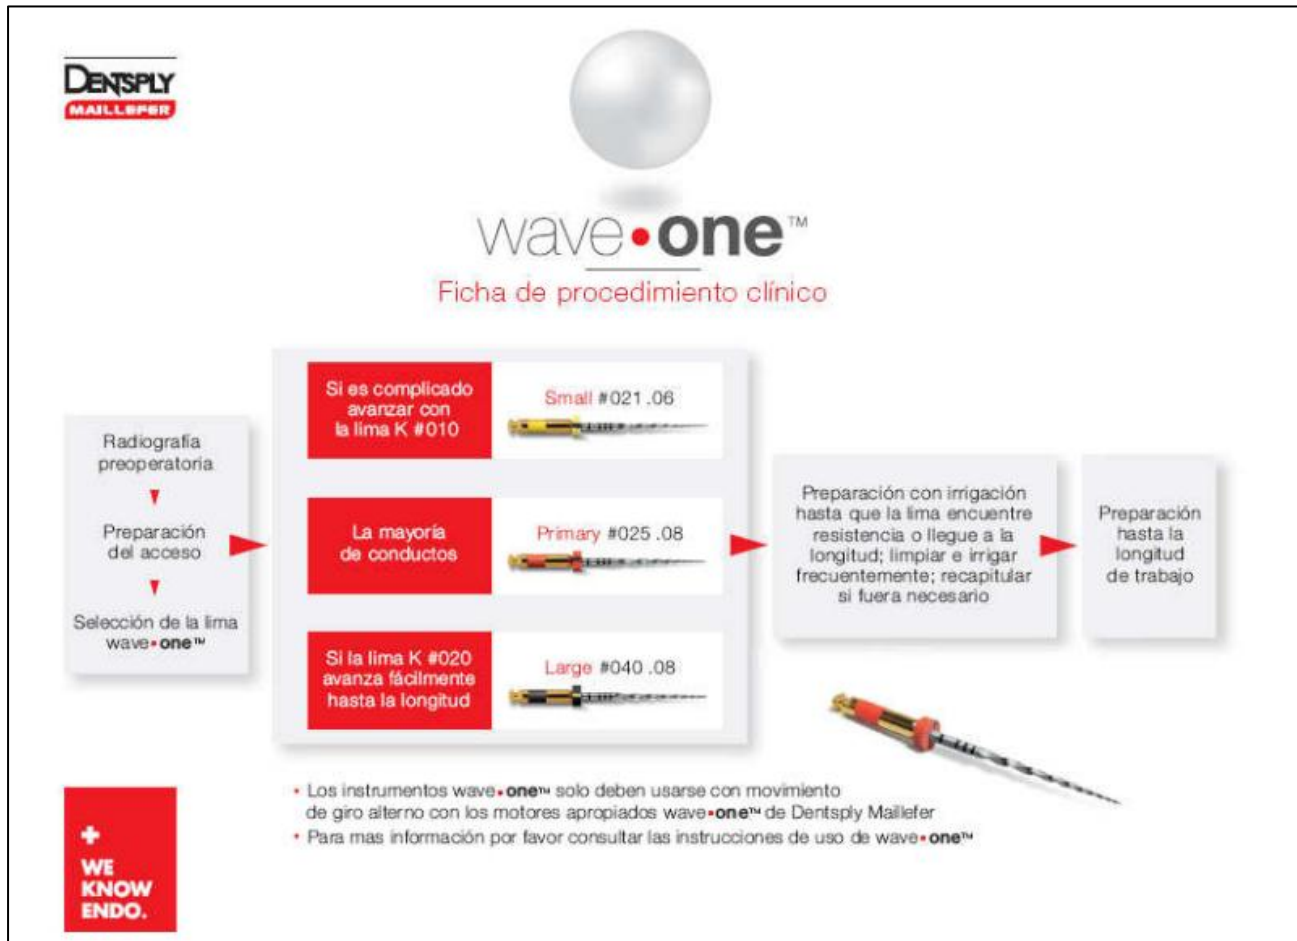 DENTSPLY
MAILLEFER
wave•one™
Ficha de procedimiento clínico
Radiografía
preoperatoria
Preparación
del acceso
Selección de la lima
wave•one™
Si es complicado
avanzar con
la lima K #010
Small #021 .06
La mayoría
de conductos
Primary #025 .08
Si la lima K #020
avanza fácilmente
hasta la longitud
Large #040 .08
Preparación con irrigación
hasta que la lima encuentre
resistencia o llegue a la
longitud; limpiar e irrigar
frecuentemente; recapitular
si fuera necesario
Preparación
hasta la
longitud
de trabajo
• Los instrumentos wave•one™ solo deben usarse con movimiento
de giro alterno con los motores apropiados wave•one™ de Dentsply Maillefer
• Para mas información por favor consultar las instrucciones de uso de wave•one™
+
WE
KNOW
ENDO.